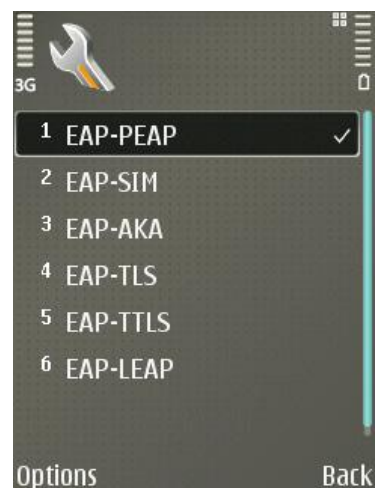 3G
1 EAP-PEAP
2 EAP-SIM
3 EAP-AKA
4 EAP-TLS
5 EAP-TTLS
6 EAP-LEAP
Options Back